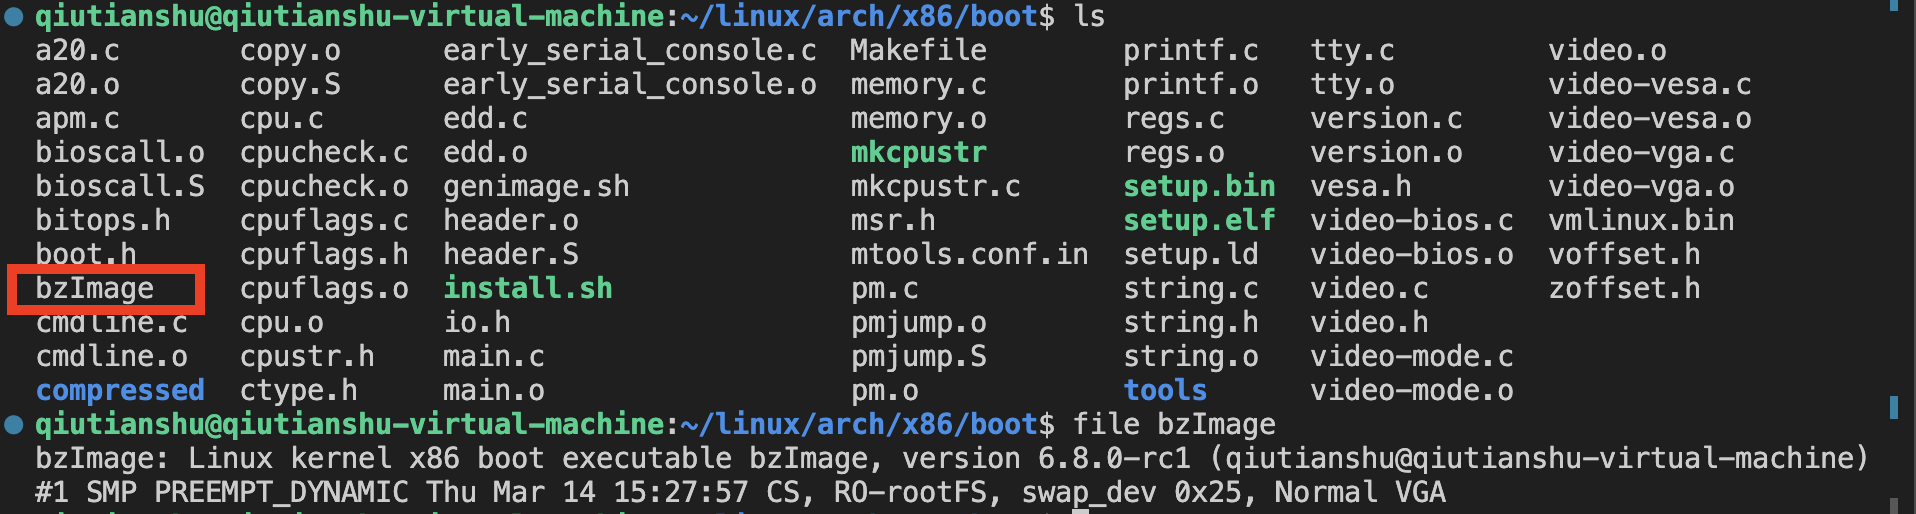 qiutianshu@qiutianshu-virtual-machine:~/linux/arch/x86/boot$ ls
a20.c copy.o early_serial_console.c Makefile printf.c tty.c video.o
a20.o copy.S early_serial_console.o memory.c printf.o tty.o video-vesa.c
apm.c cpu.c edd.c memory.o regs.c version.c video-vesa.o
bioscall.o cpucheck.c edd.o mkcpustr regs.o version.o video-vga.c
bioscall.S cpucheck.o genimage.sh mkcpustr.c setup.bin vesa.h video-vga.o
bitops.h cpuflags.c header.o msr.h setup.elf video-bios.c vmlinux.bin
boot.h cpuflags.h header.S mtools.conf.in setup.ld video-bios.o voffset.h
bzImage cpuflags.o install.sh pm.c string.c video.c zoffset.h
cmdline.c cpu.o io.h pmjump.o string.h video.h
cmdline.o cpustr.h main.c pmjump.S string.o video-mode.c
compressed ctype.h main.o pm.o tools video-mode.o
qiutianshu@qiutianshu-virtual-machine:~/linux/arch/x86/boot$ file bzImage
bzImage: Linux kernel x86 boot executable bzImage, version 6.8.0-rc1 (qiutianshu@qiutianshu-virtual-machine)
#1 SMP PREEMPT_DYNAMIC Thu Mar 14 15:27:57 CS, RO-rootFS, swap_dev 0x25, Normal VGA